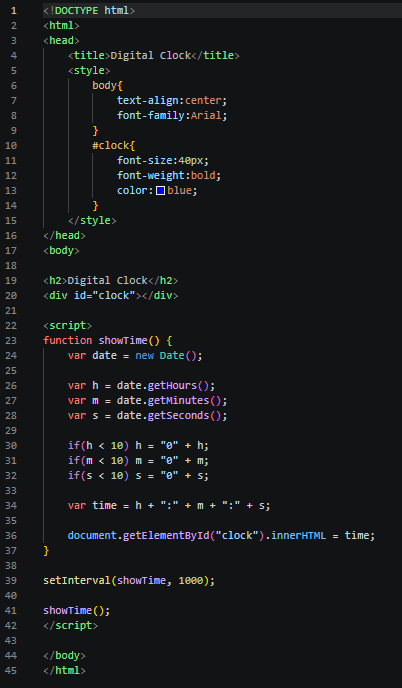 1 <!DOCTYPE html>
2 <html>
3 <head>
4     <title>Digital Clock</title>
5     <style>
6         body{
7             text-align:center;
8             font-family:Arial;
9         }
10         #clock{
11             font-size:40px;
12             font-weight:bold;
13             color:blue;
14         }
15     </style>
16 </head>
17 <body>
18
19 <h2>Digital Clock</h2>
20 <div id="clock"></div>
21
22 <script>
23 function showTime() {
24     var date = new Date();
25
26     var h = date.getHours();
27     var m = date.getMinutes();
28     var s = date.getSeconds();
29
30     if(h < 10) h = "0" + h;
31     if(m < 10) m = "0" + m;
32     if(s < 10) s = "0" + s;
33
34     var time = h + ":" + m + ":" + s;
35
36     document.getElementById("clock").innerHTML = time;
37 }
38
39 setInterval(showTime, 1000);
40
41 showTime();
42 </script>
43
44 </body>
45 </html>